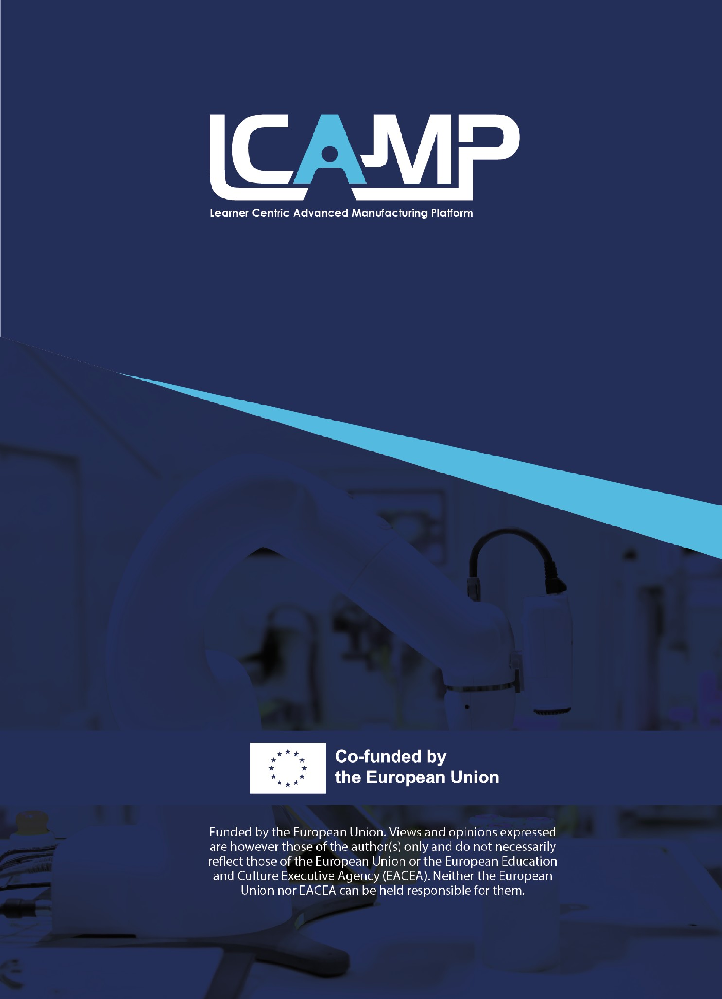 LCAMP
Learner Centric Advanced Manufacturing Platform
Co-funded by
the European Union
Funded by the European Union. Views and opinions expressed
are however those of the author(s) only and do not necessarily
reflect those of the European Union or the European Education
and Culture Executive Agency (EACEA). Neither the European
Union nor EACEA can be held responsible for them.